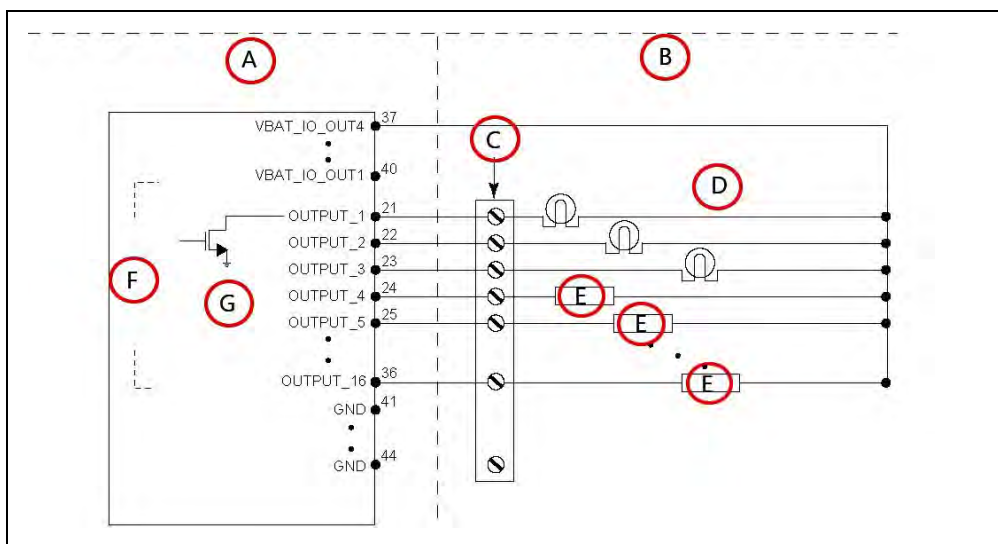 A
B
VBAT_IO_OUT4
37
C
VBAT_IO_OUT1
40
D
OUTPUT_1
21
OUTPUT_2
22
OUTPUT_3
23
F
G
OUTPUT_4
24
E
OUTPUT_5
25
E
OUTPUT_16
36
E
GND
41
GND
44